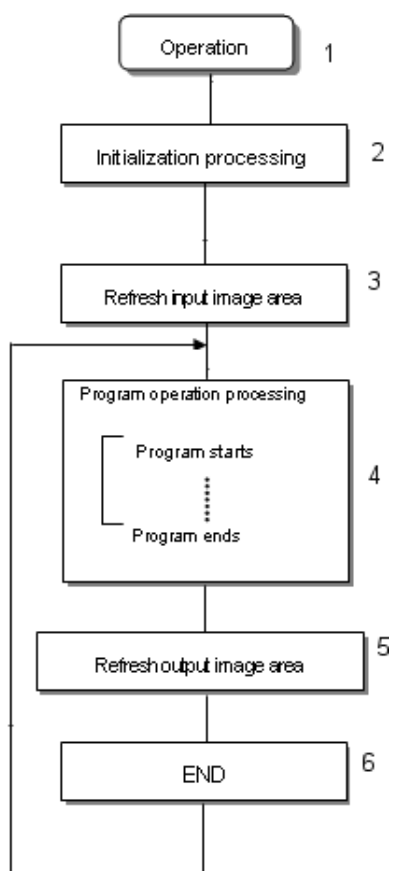 Operation
1
Initialization processing
2
Refresh input image area
3
Program operation processing
Program starts
Program ends
4
Refresh output image area
5
END
6